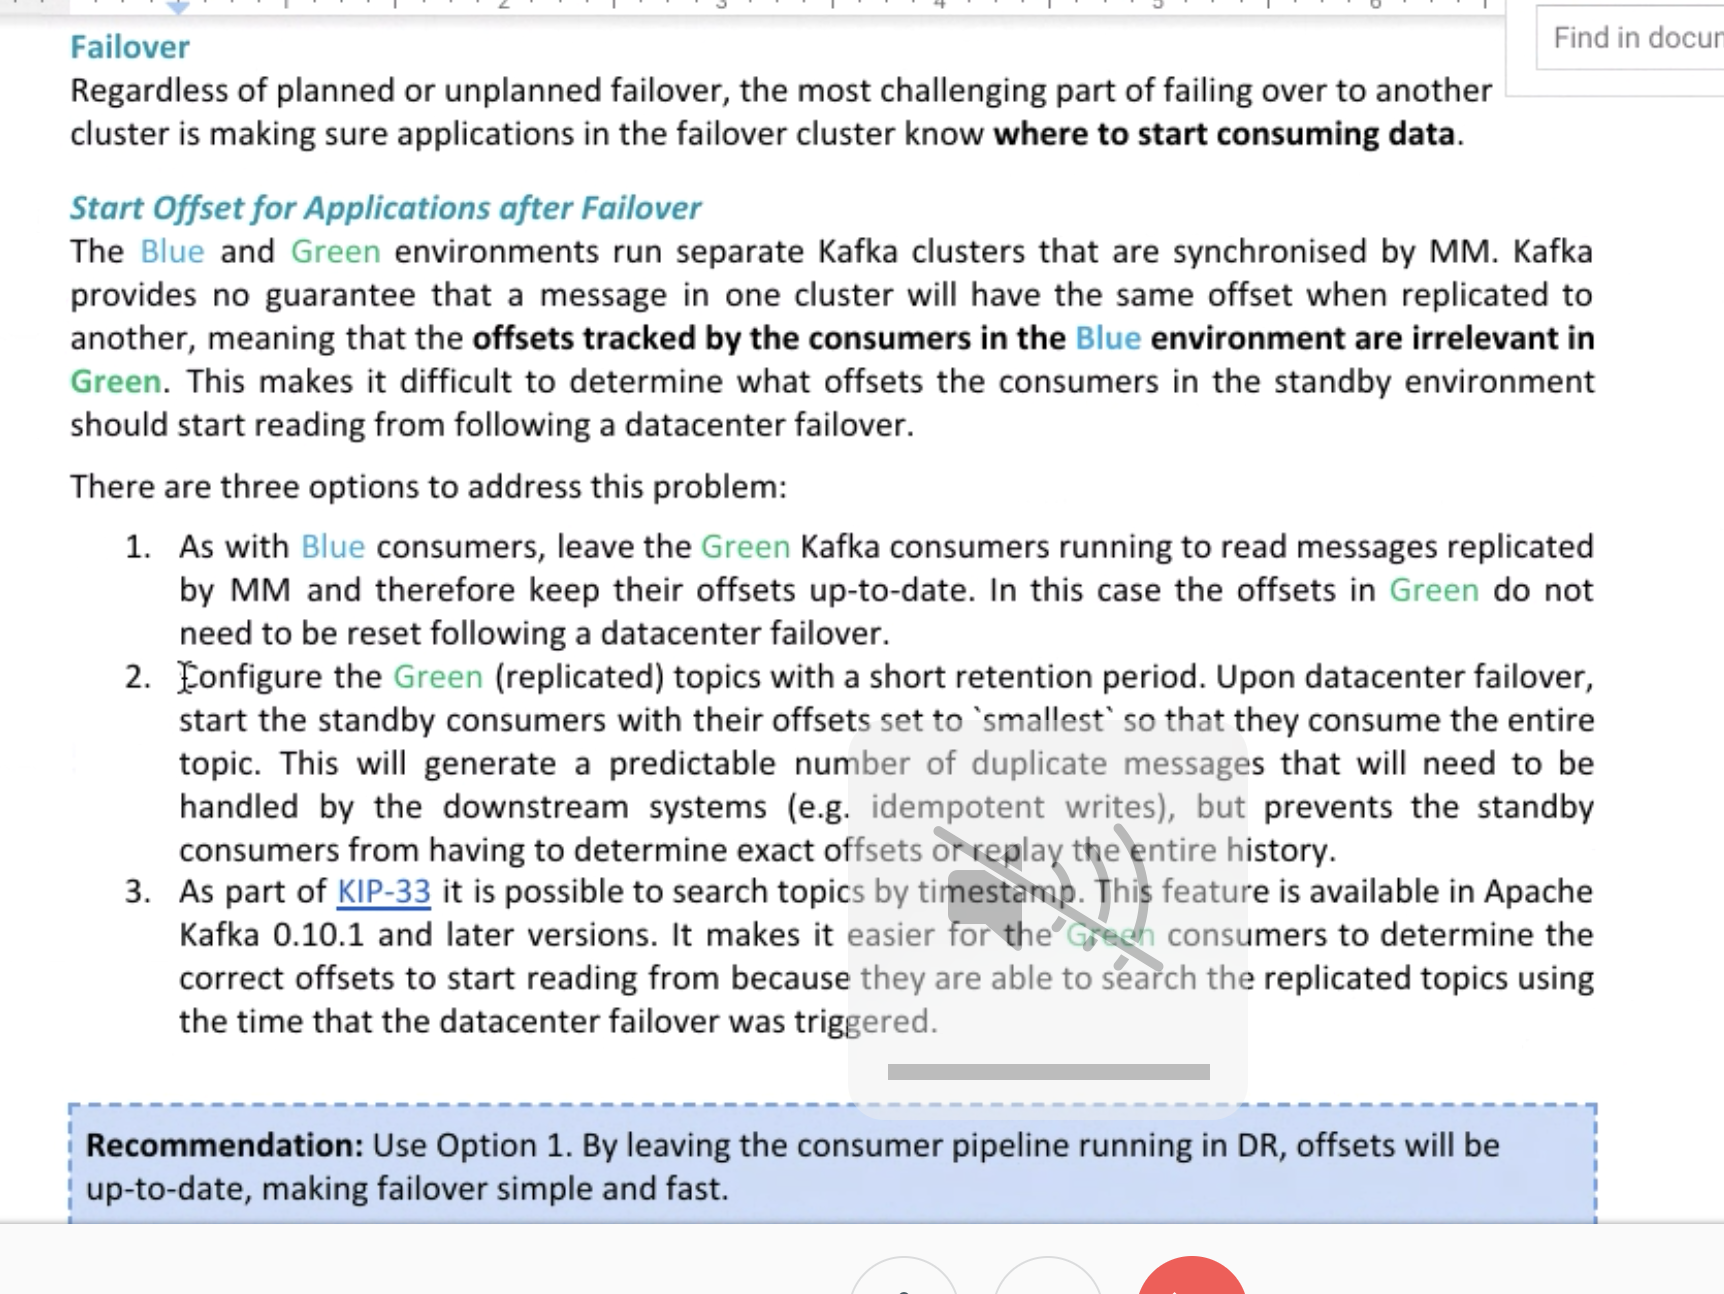 2 3 4 5 6
Find in docum
Failover
Regardless of planned or unplanned failover, the most challenging part of failing over to another
cluster is making sure applications in the failover cluster know where to start consuming data.
Start Offset for Applications after Failover
The Blue and Green environments run separate Kafka clusters that are synchronised by MM. Kafka
provides no guarantee that a message in one cluster will have the same offset when replicated to
another, meaning that the offsets tracked by the consumers in the Blue environment are irrelevant in
Green. This makes it difficult to determine what offsets the consumers in the standby environment
should start reading from following a datacenter failover.
There are three options to address this problem:
1. As with Blue consumers, leave the Green Kafka consumers running to read messages replicated
by MM and therefore keep their offsets up-to-date. In this case the offsets in Green do not
need to be reset following a datacenter failover.
2. Configure the Green (replicated) topics with a short retention period. Upon datacenter failover,
start the standby consumers with their offsets set to `smallest` so that they consume the entire
topic. This will generate a predictable number of duplicate messages that will need to be
handled by the downstream systems (e.g. idempotent writes), but prevents the standby
consumers from having to determine exact offsets or replay the entire history.
3. As part of KIP-33 it is possible to search topics by timestamp. This feature is available in Apache
Kafka 0.10.1 and later versions. It makes it easier for the Green consumers to determine the
correct offsets to start reading from because they are able to search the replicated topics using
the time that the datacenter failover was triggered.
Recommendation: Use Option 1. By leaving the consumer pipeline running in DR, offsets will be
up-to-date, making failover simple and fast.